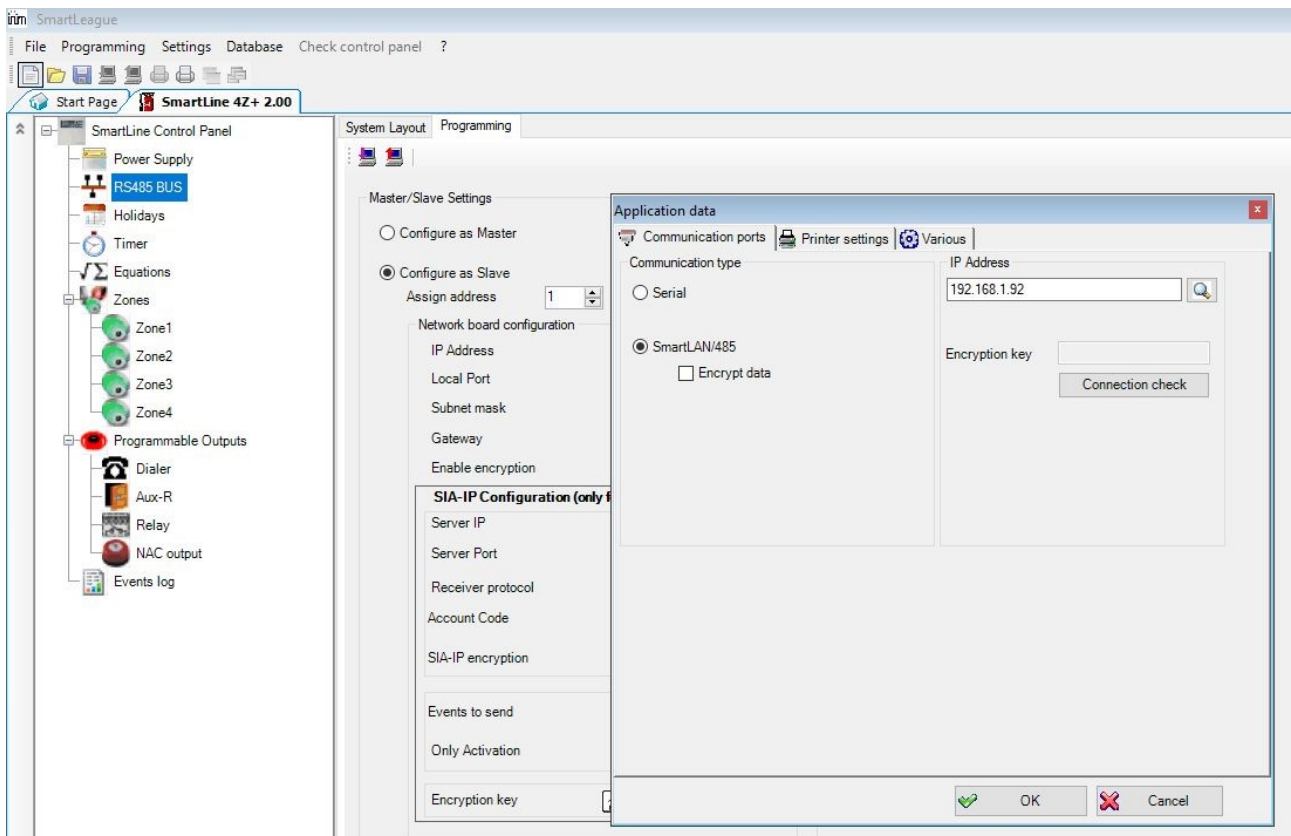 inim SmartLeague
File Programming Settings Database Check control panel ?
Start Page SmartLine 4Z+ 2.00
SmartLine Control Panel
Power Supply
RS485 BUS
Holidays
Timer
Equations
Zones
Zone1
Zone2
Zone3
Zone4
Programmable Outputs
Dialer
Aux-R
Relay
NAC output
Events log
System Layout Programming
Master/Slave Settings
Configure as Master
Configure as Slave
Assign address 1
Network board configuration
IP Address
Local Port
Subnet mask
Gateway
Enable encryption
SIA-IP Configuration (only f
Server IP
Server Port
Receiver protocol
Account Code
SIA-IP encryption
Events to send
Only Activation
Encryption key
Application data
Communication ports Printer settings Various
Communication type
Serial
SmartLAN/485
Encrypt data
IP Address
192.168.1.92
Encryption key
Connection check
OK Cancel